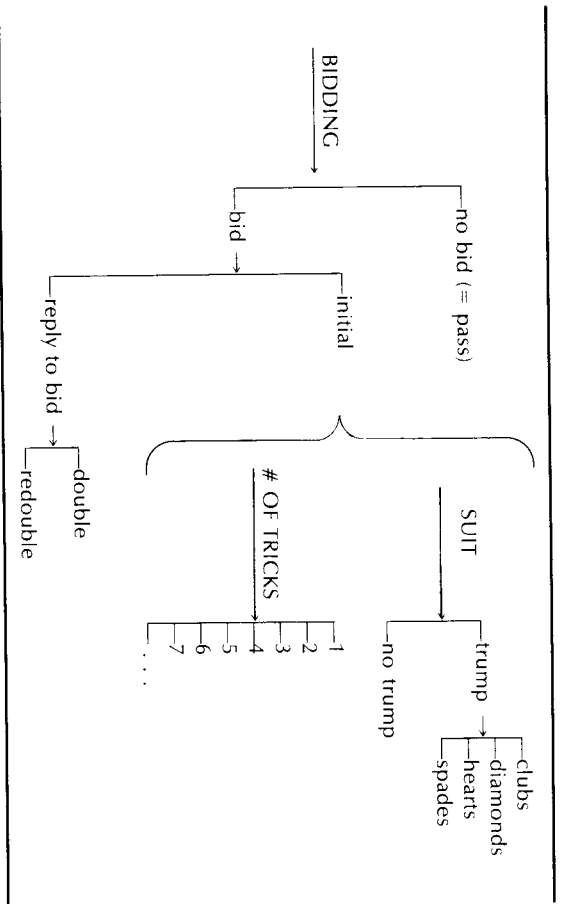 BIDDING
no bid (= pass)
bid
initial
reply to bid
double
redouble
SUIT
trump
clubs
diamonds
hearts
spades
no trump
# OF TRICKS
1
2
3
4
5
6
7
. . .